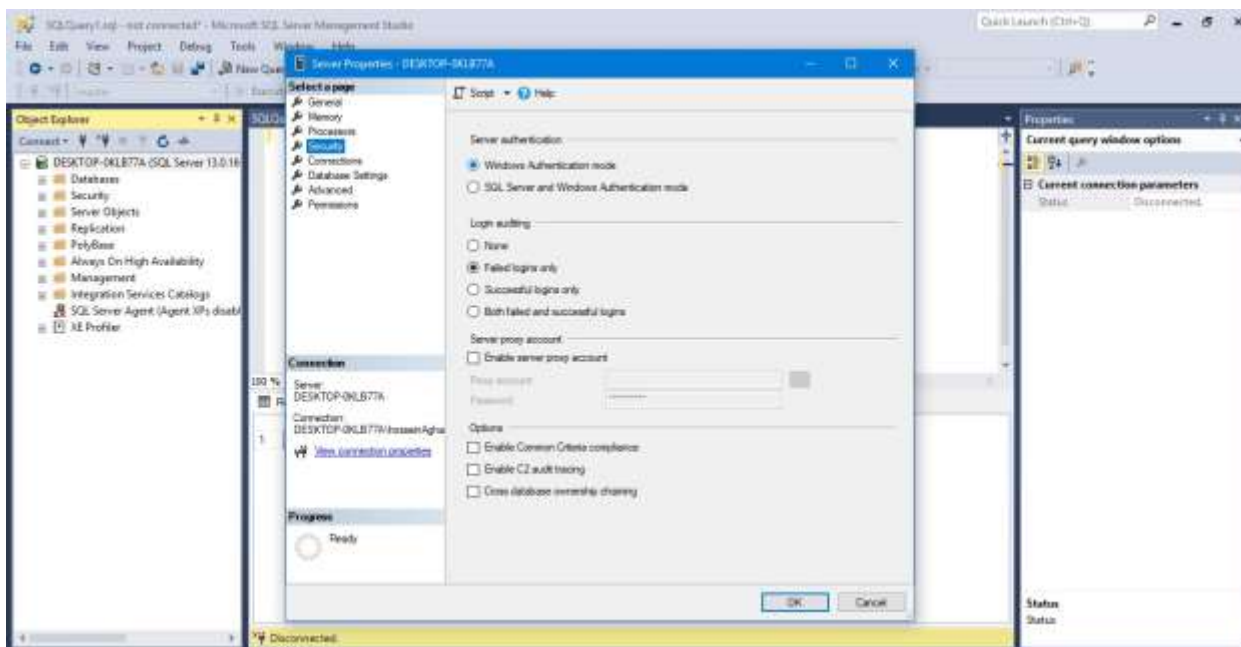 SQLQuery1.sql - not connected* - Microsoft SQL Server Management Studio
Quick Launch (Ctrl+Q)
File Edit View Project Debug Tools Window Help
New Que
Server Properties - DESKTOP-0KLB77A
Select a page
General
Memory
Processors
Security
Connections
Database Settings
Advanced
Permissions
Script Help
Object Explorer
Connect
DESKTOP-0KLB77A (SQL Server 13.0.16
Databases
Security
Server Objects
Replication
PolyBase
Always On High Availability
Management
Integration Services Catalogs
SQL Server Agent (Agent XPs disabl
XE Profiler
Server authentication
Windows Authentication mode
SQL Server and Windows Authentication mode
Login auditing
None
Failed logins only
Successful logins only
Both failed and successful logins
Server proxy account
Enable server proxy account
Proxy account:
Password:
Options
Enable Common Criteria compliance
Enable C2 audit tracing
Cross database ownership chaining
Connection
Server:
DESKTOP-0KLB77A
Connection:
View connection properties
Progress
Ready
OK Cancel
100 %
1
Disconnected.
Properties
Current query window options
Current connection parameters
Status Disconnected.
Status
Status